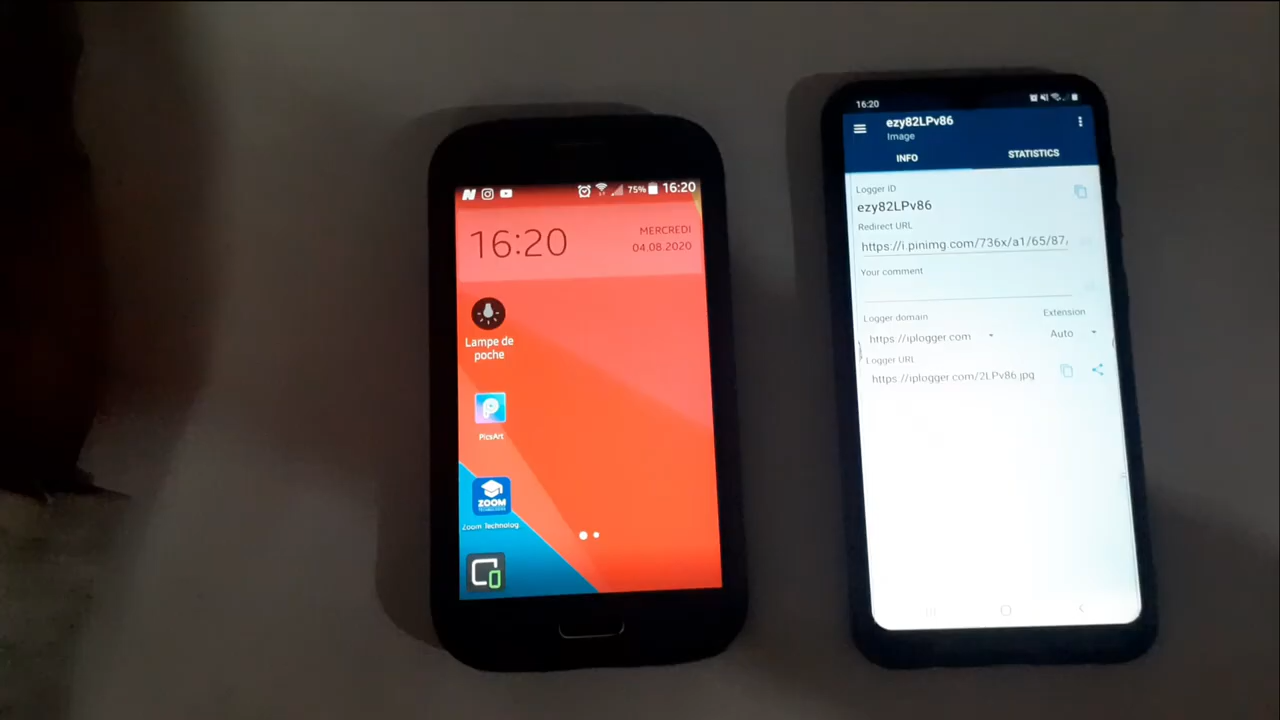 75% 16:20
16:20
MERCREDI
04.08.2020
Lampe de
poche
PicsArt
ZOOM
Zoom Technolog
16:20
ezy82LPv86
Image
INFO
STATISTICS
Logger ID
ezy82LPv86
Redirect URL
https://i.pinimg.com/736x/a1/65/87/
Your comment
Logger domain
Extension
https://iplogger.com
Auto
Logger URL
https://iplogger.com/2LPv86.jpg